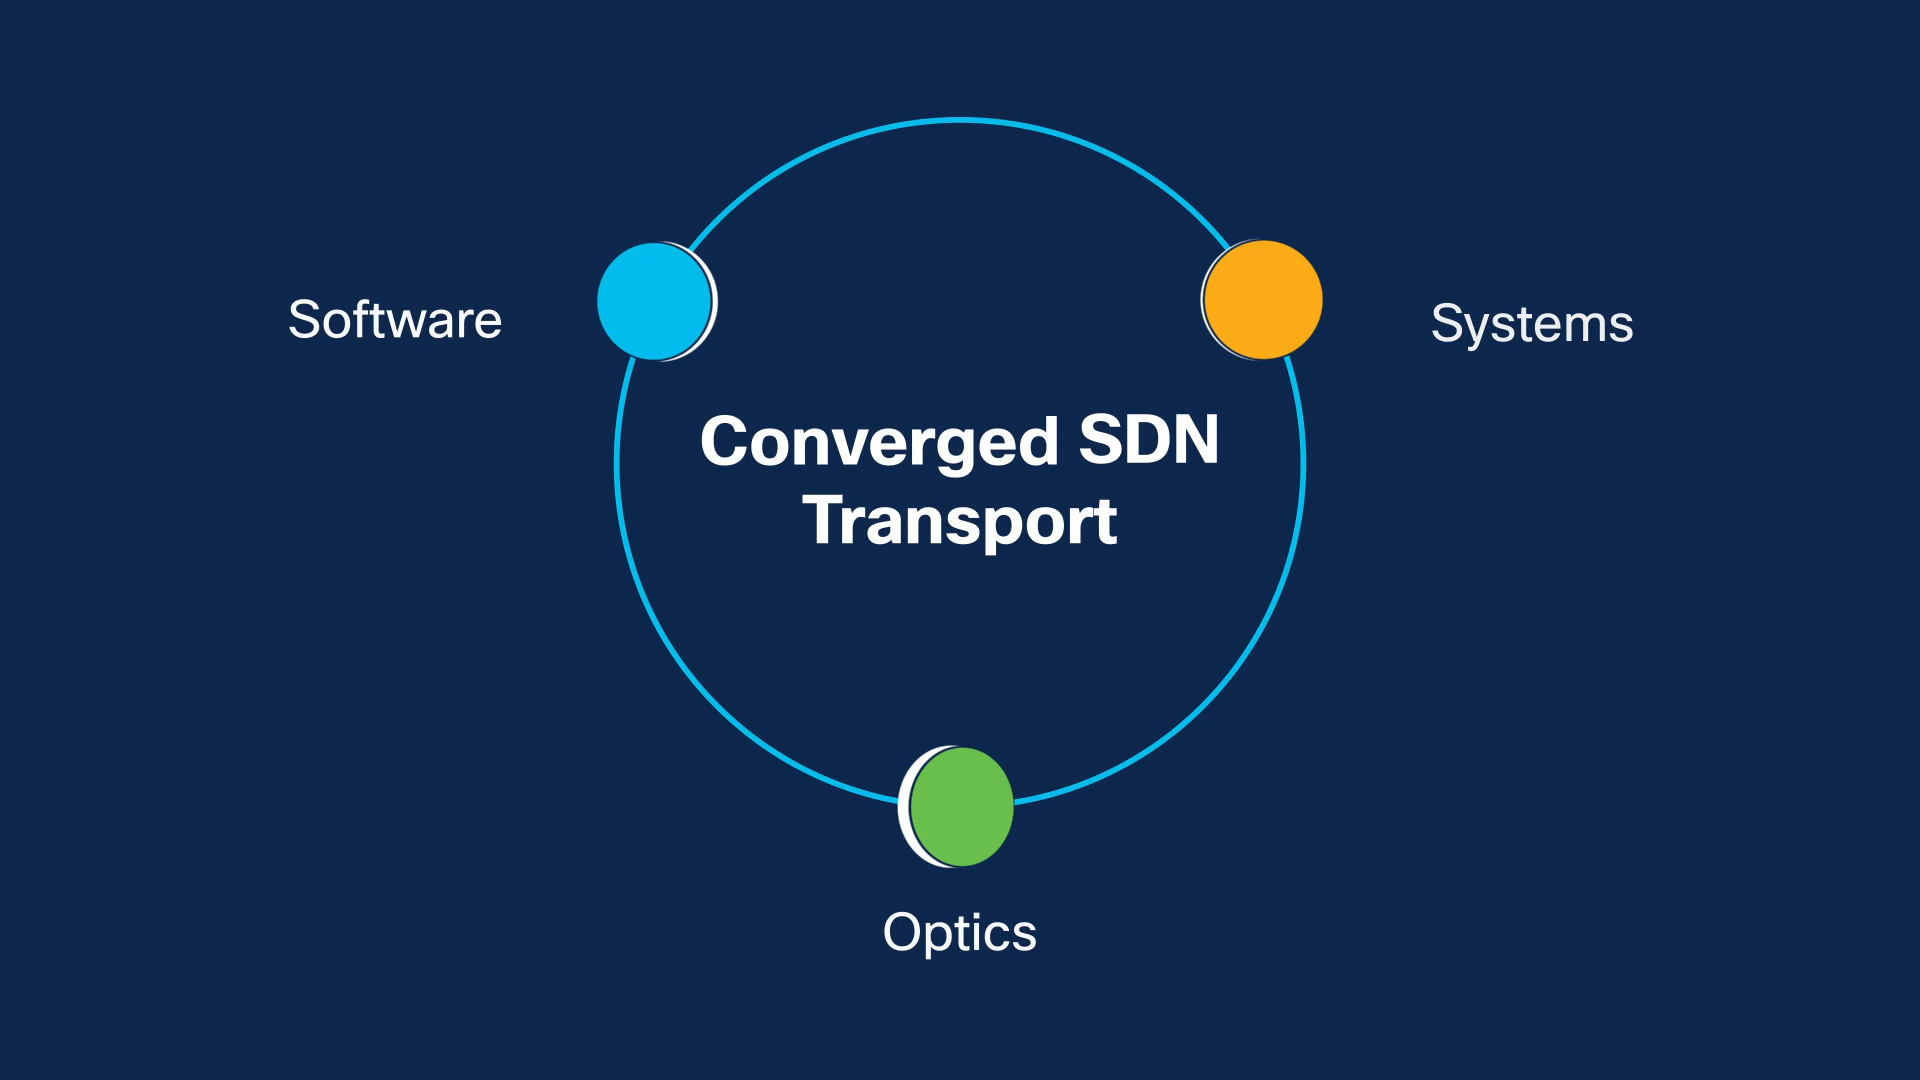 Software
Systems
Converged SDN
Transport
Optics